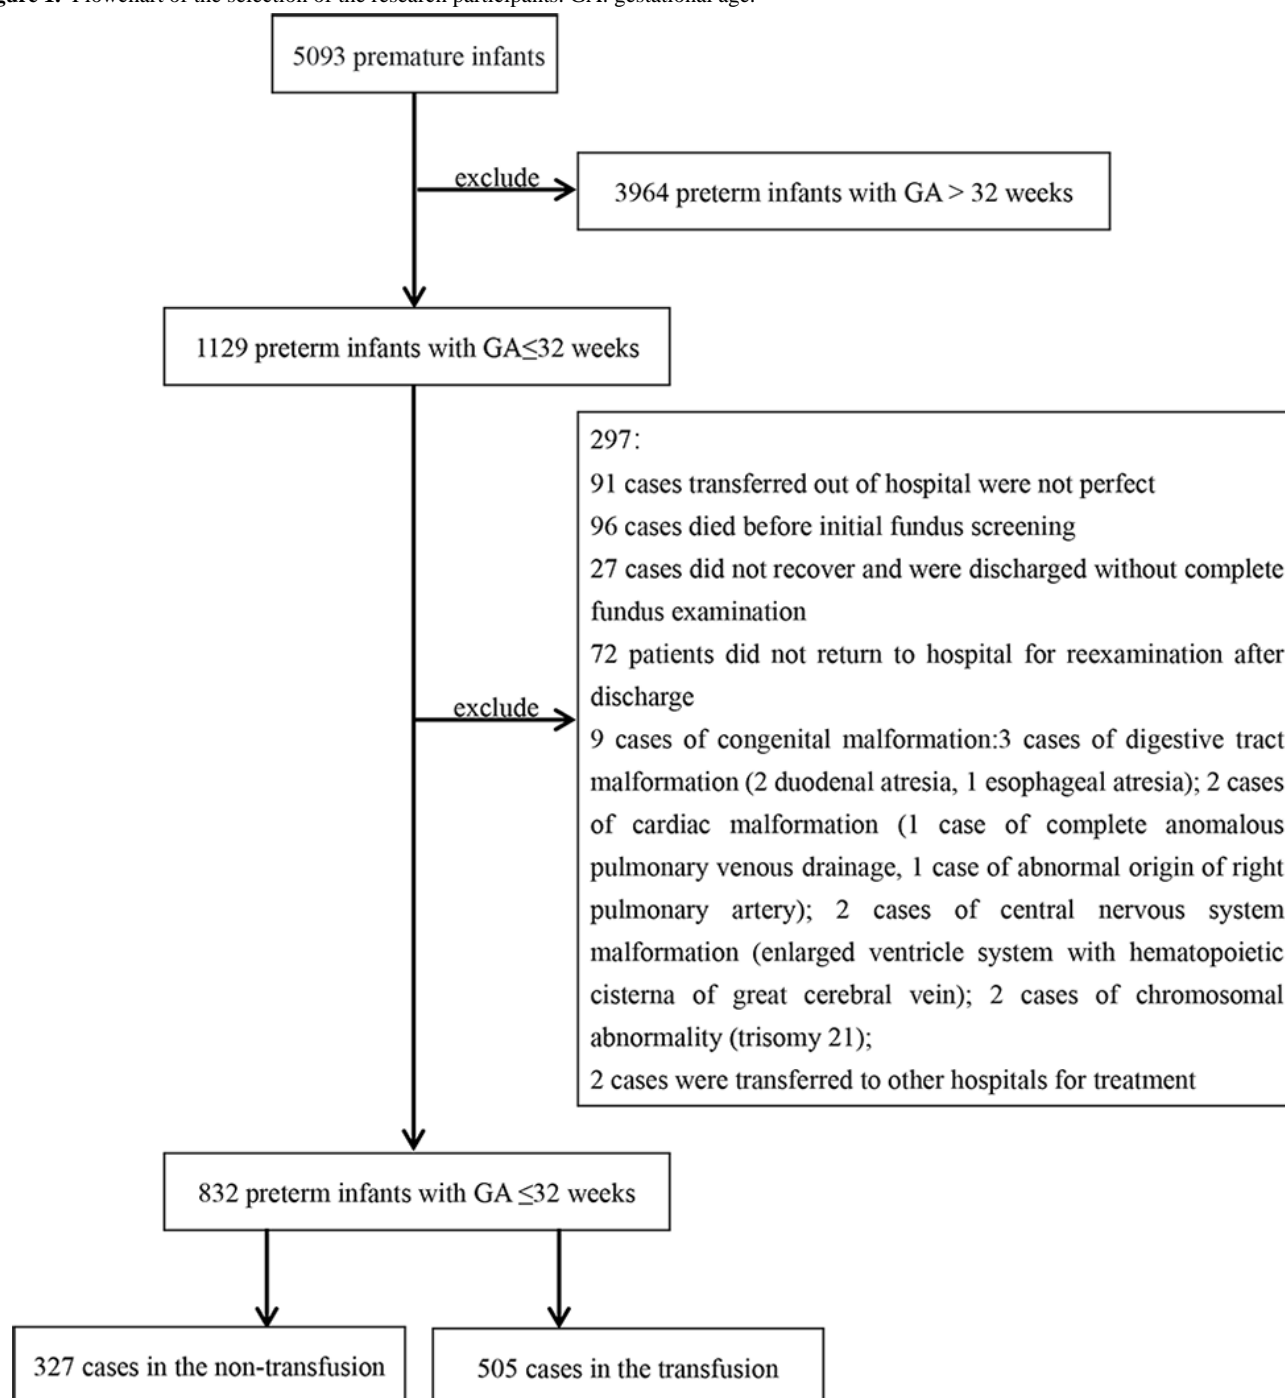 Figure 1. Flowchart of the selection of the research participants. GA: gestational age.
5093 premature infants
exclude
3964 preterm infants with GA > 32 weeks
1129 preterm infants with GA≤32 weeks
297:
91 cases transferred out of hospital were not perfect
96 cases died before initial fundus screening
27 cases did not recover and were discharged without complete
fundus examination
72 patients did not return to hospital for reexamination after
discharge
exclude
9 cases of congenital malformation:3 cases of digestive tract
malformation (2 duodenal atresia, 1 esophageal atresia); 2 cases
of cardiac malformation (1 case of complete anomalous
pulmonary venous drainage, 1 case of abnormal origin of right
pulmonary artery); 2 cases of central nervous system
malformation (enlarged ventricle system with hematopoietic
cisterna of great cerebral vein); 2 cases of chromosomal
abnormality (trisomy 21);
2 cases were transferred to other hospitals for treatment
832 preterm infants with GA ≤32 weeks
327 cases in the non-transfusion
505 cases in the transfusion